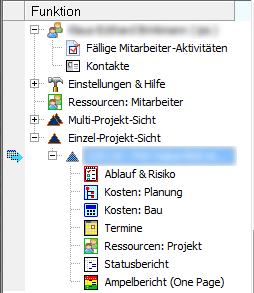 Funktion
Fällige Mitarbeiter-Aktivitäten
Kontakte
Einstellungen & Hilfe
Ressourcen: Mitarbeiter
Multi-Projekt-Sicht
Einzel-Projekt-Sicht
Ablauf & Risiko
Kosten: Planung
Kosten: Bau
Termine
Ressourcen: Projekt
Statusbericht
Ampelbericht (One Page)